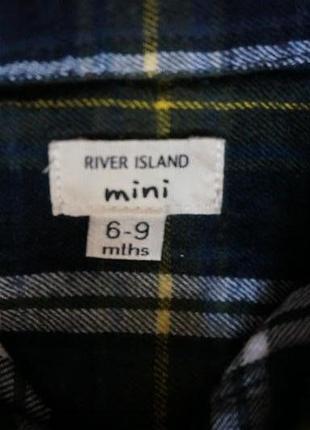 RIVER ISLAND
mini
6-9
mths